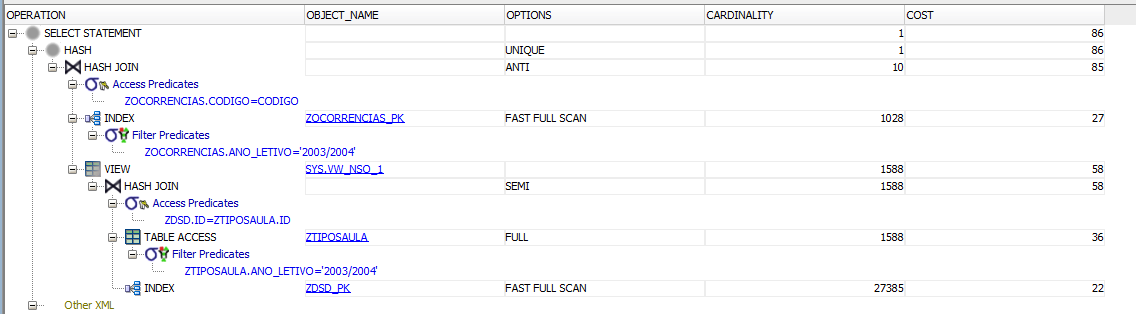 OPERATION OBJECT_NAME OPTIONS CARDINALITY COST
SELECT STATEMENT 1 86
HASH UNIQUE 1 86
HASH JOIN ANTI 10 85
Access Predicates
ZOCORRENCIAS.CODIGO=CODIGO
INDEX ZOCORRENCIAS_PK FAST FULL SCAN 1028 27
Filter Predicates
ZOCORRENCIAS.ANO_LETIVO='2003/2004'
VIEW SYS.VW_NSO_1 1588 58
HASH JOIN SEMI 1588 58
Access Predicates
ZDSD.ID=ZTIPOSAULA.ID
TABLE ACCESS ZTIPOSAULA FULL 1588 36
Filter Predicates
ZTIPOSAULA.ANO_LETIVO='2003/2004'
INDEX ZDSD_PK FAST FULL SCAN 27385 22
Other XML